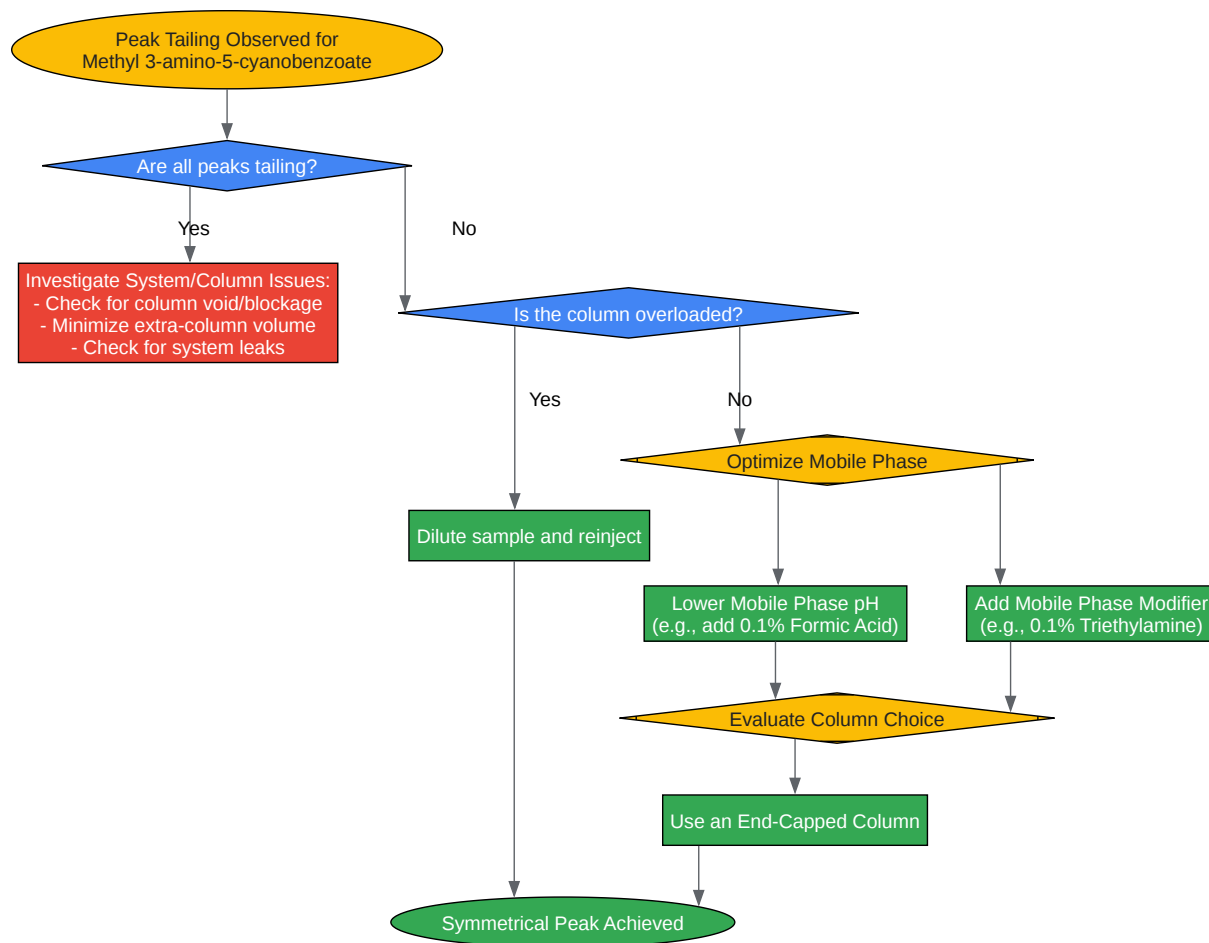 Peak Tailing Observed for
Methyl 3-amino-5-cyanobenzoate
Are all peaks tailing?
Yes
No
Investigate System/Column Issues:
- Check for column void/blockage
- Minimize extra-column volume
- Check for system leaks
Is the column overloaded?
Yes
No
Optimize Mobile Phase
Dilute sample and reinject
Lower Mobile Phase pH
(e.g., add 0.1% Formic Acid)
Add Mobile Phase Modifier
(e.g., 0.1% Triethylamine)
Evaluate Column Choice
Use an End-Capped Column
Symmetrical Peak Achieved